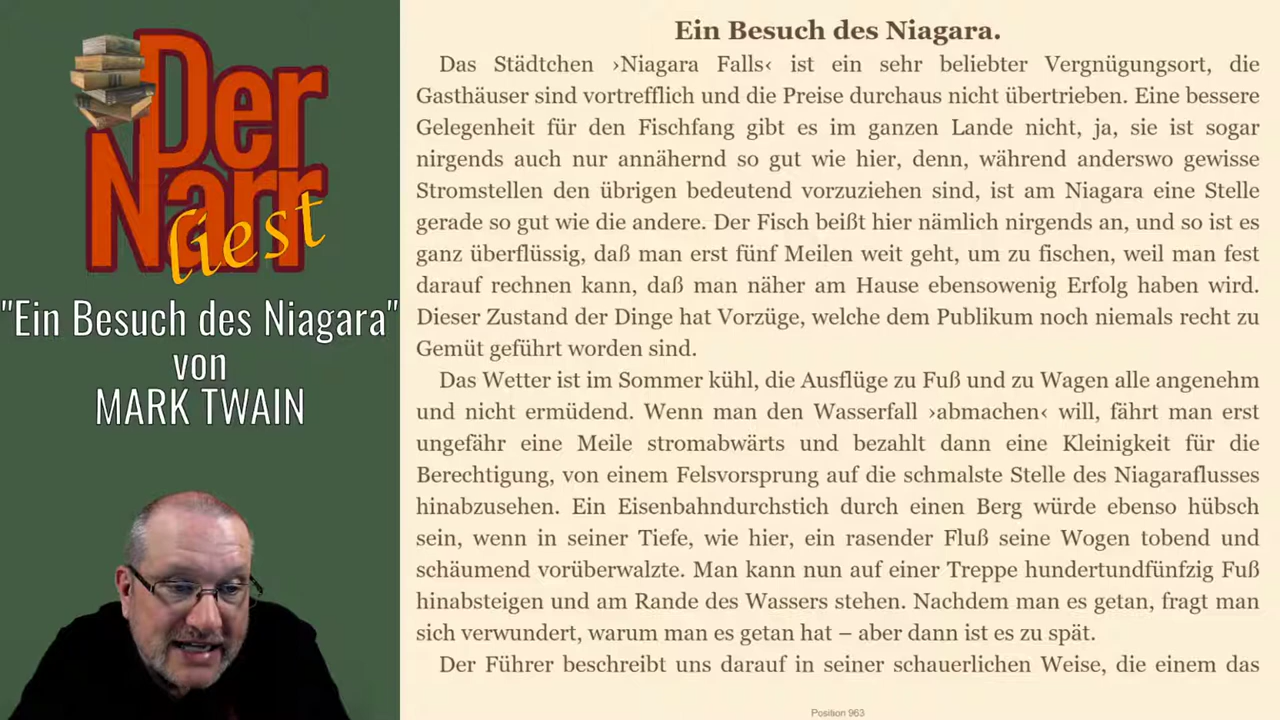 Der
Narr
liest
"Ein Besuch des Niagara"
von
MARK TWAIN
Ein Besuch des Niagara.
Das Städtchen ›Niagara Falls‹ ist ein sehr beliebter Vergnügungsort, die
Gasthäuser sind vortrefflich und die Preise durchaus nicht übertrieben. Eine bessere
Gelegenheit für den Fischfang gibt es im ganzen Lande nicht, ja, sie ist sogar
nirgends auch nur annähernd so gut wie hier, denn, während anderswo gewisse
Stromstellen den übrigen bedeutend vorzuziehen sind, ist am Niagara eine Stelle
gerade so gut wie die andere. Der Fisch beißt hier nämlich nirgends an, und so ist es
ganz überflüssig, daß man erst fünf Meilen weit geht, um zu fischen, weil man fest
darauf rechnen kann, daß man näher am Hause ebensowenig Erfolg haben wird.
Dieser Zustand der Dinge hat Vorzüge, welche dem Publikum noch niemals recht zu
Gemüt geführt worden sind.
Das Wetter ist im Sommer kühl, die Ausflüge zu Fuß und zu Wagen alle angenehm
und nicht ermüdend. Wenn man den Wasserfall ›abmachen‹ will, fährt man erst
ungefähr eine Meile stromabwärts und bezahlt dann eine Kleinigkeit für die
Berechtigung, von einem Felsvorsprung auf die schmalste Stelle des Niagaraflusses
hinabzusehen. Ein Eisenbahndurchstich durch einen Berg würde ebenso hübsch
sein, wenn in seiner Tiefe, wie hier, ein rasender Fluß seine Wogen tobend und
schäumend vorüberwalzte. Man kann nun auf einer Treppe hundertundfünfzig Fuß
hinabsteigen und am Rande des Wassers stehen. Nachdem man es getan, fragt man
sich verwundert, warum man es getan hat – aber dann ist es zu spät.
Der Führer beschreibt uns darauf in seiner schauerlichen Weise, die einem das
Position 963